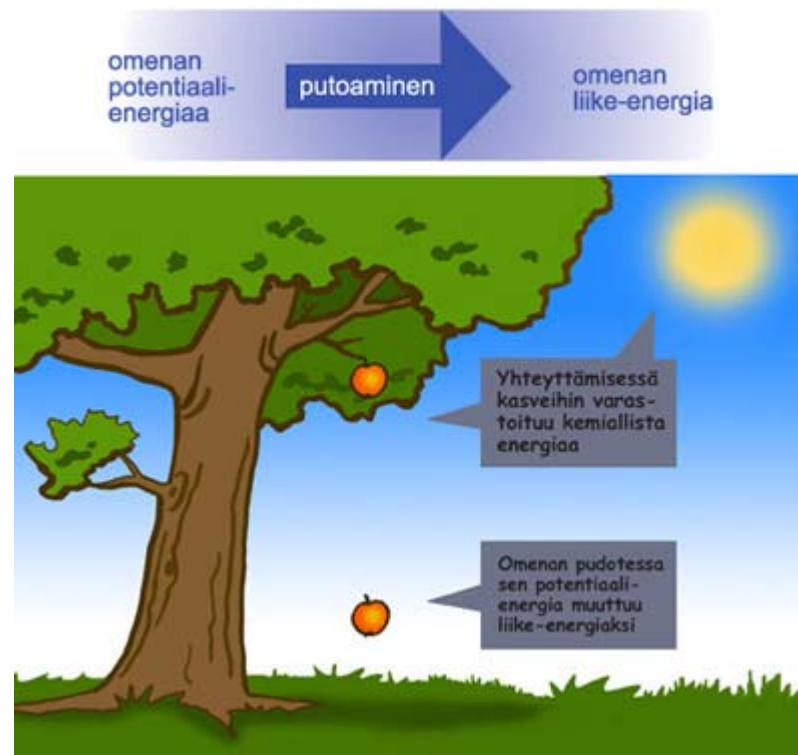 omenan
potentiaali-
energiaa
putoaminen
omenan
liike-energia
Yhteyttämisessä
kasveihin varas-
toituu kemiallista
energiaa
Omenan pudotessa
sen potentiaali-
energia muuttuu
liike-energiaksi